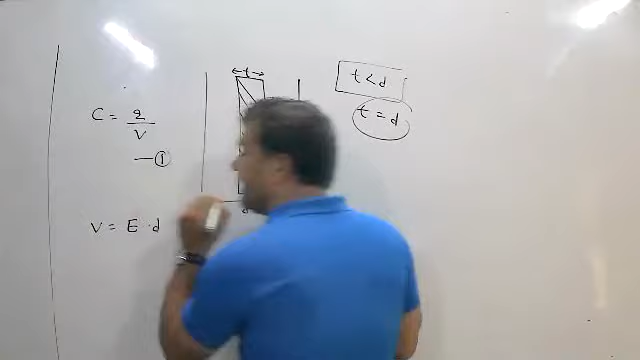 t
t < d
C = q/V
t = d
— ①
d
V = E · d